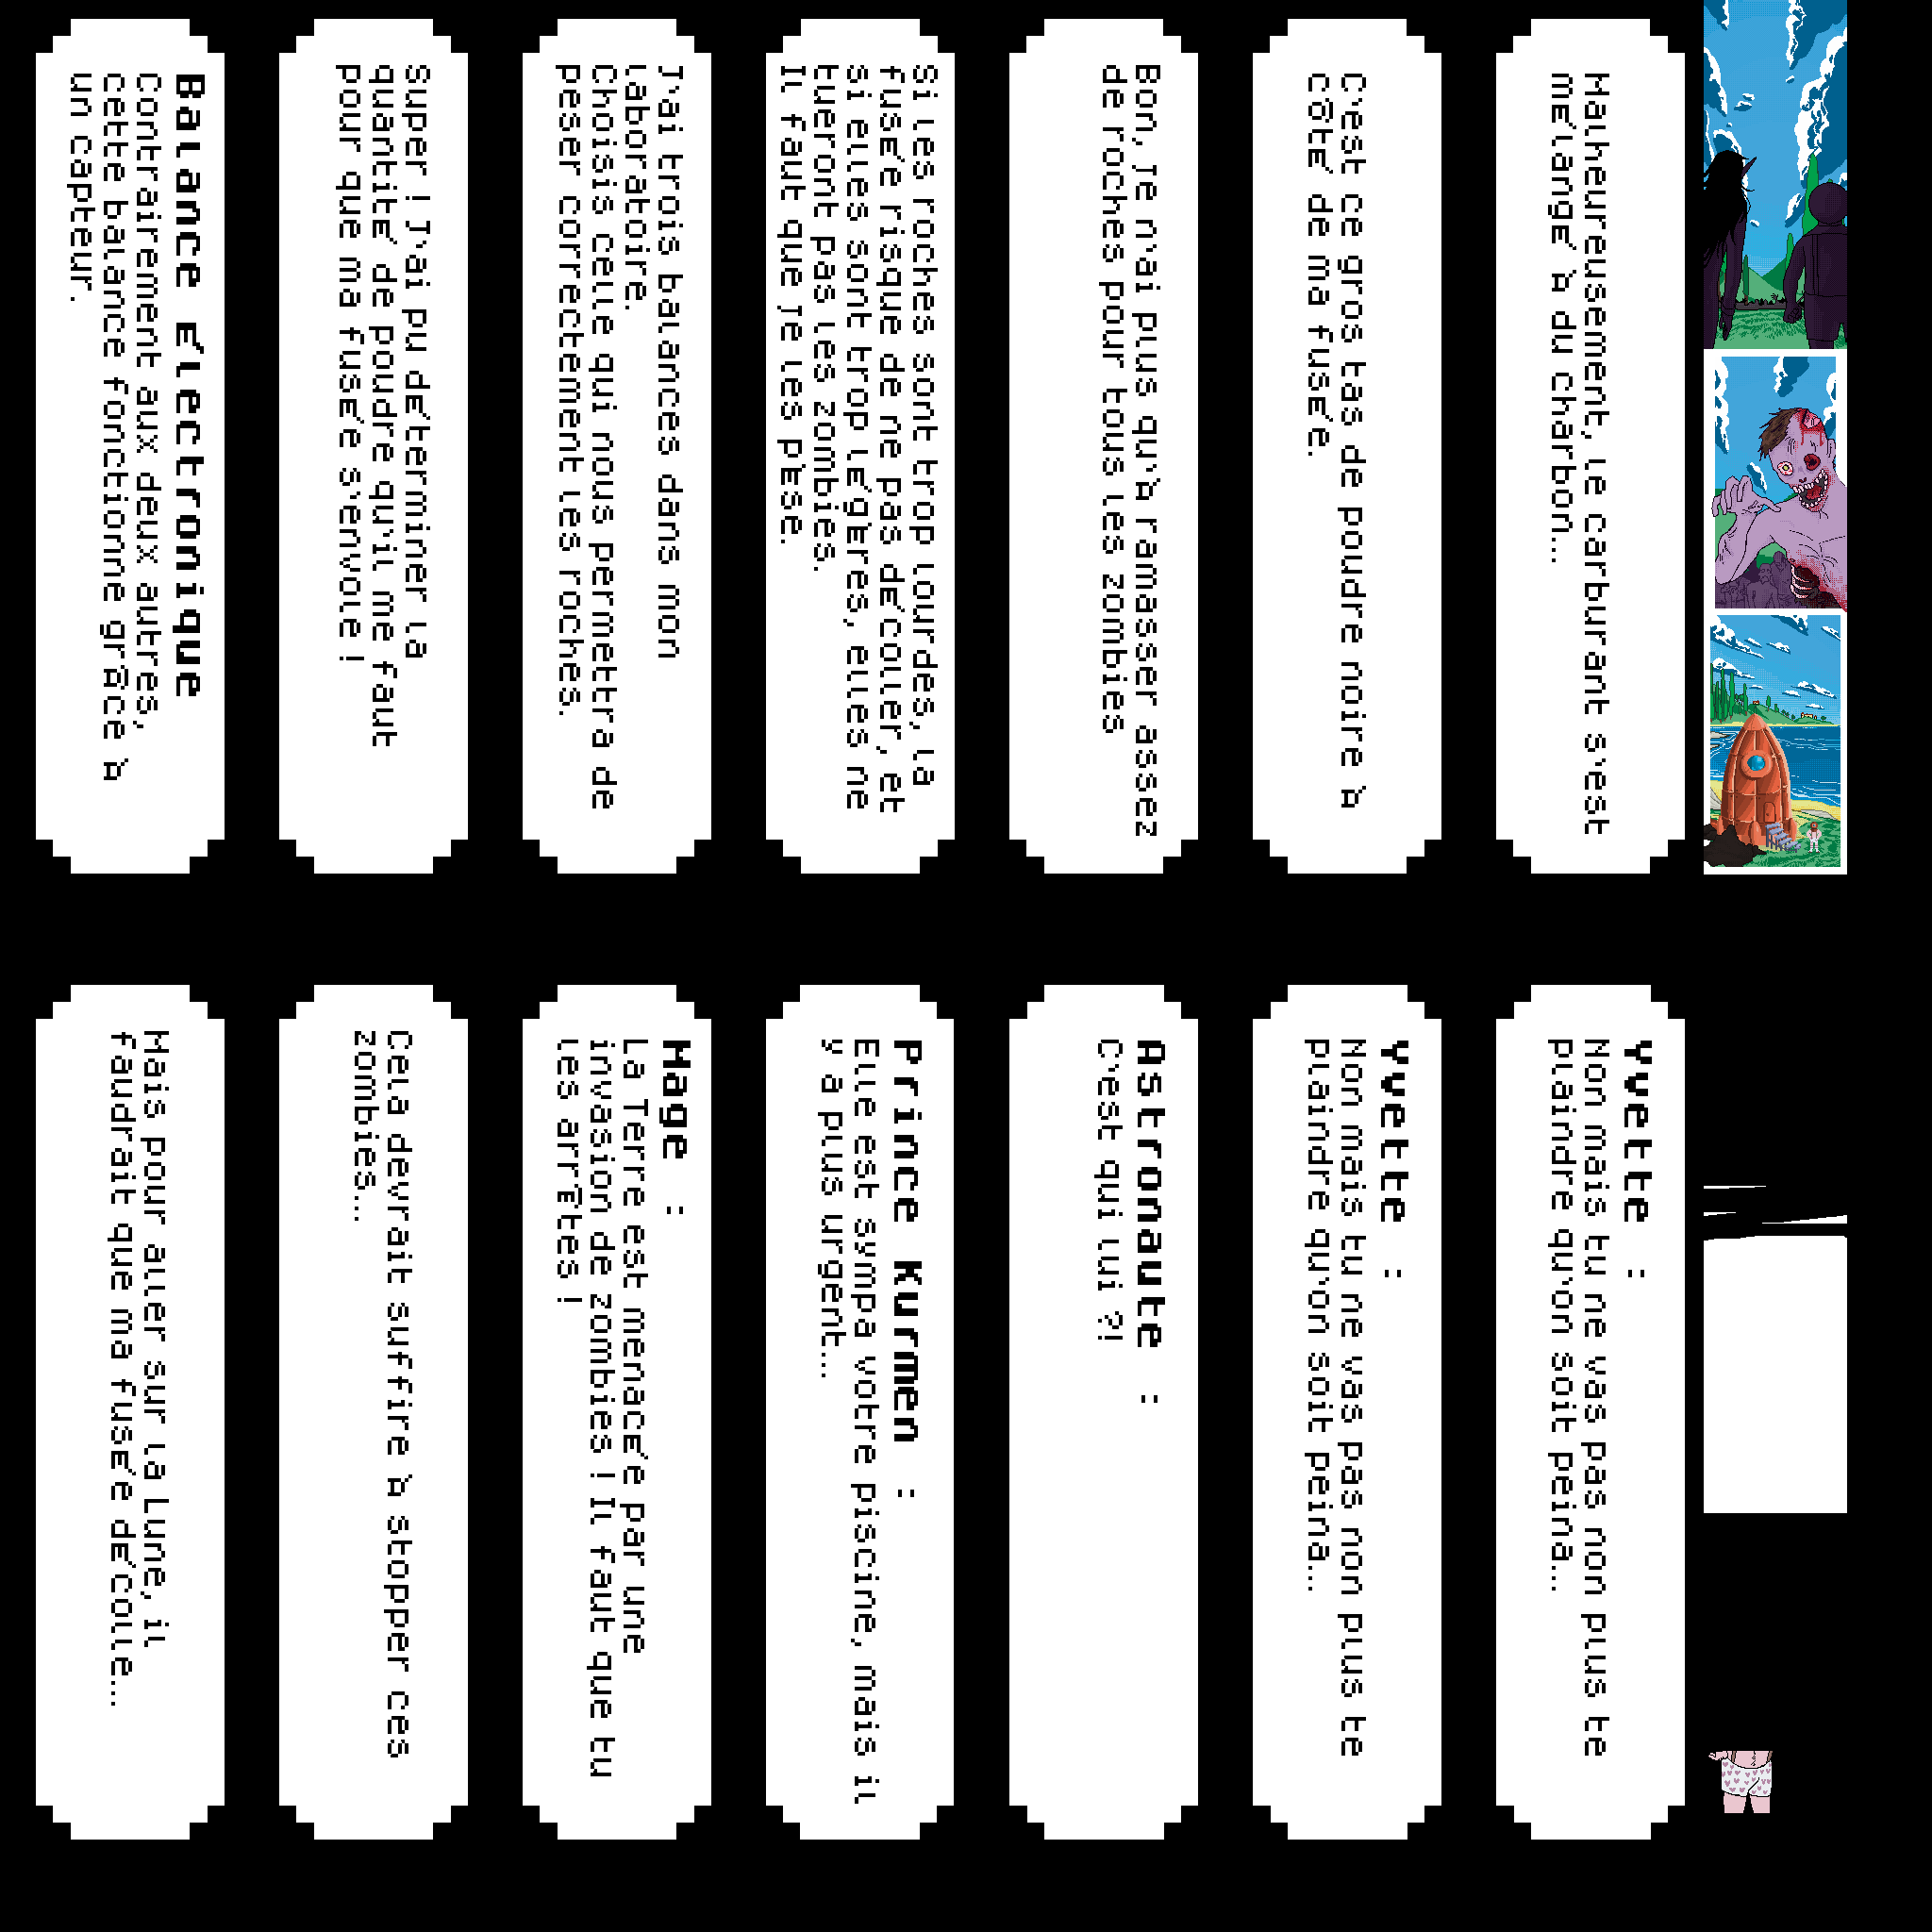 Malheureusement, le carburant s'est
mélangé à du charbon...
Yvette :
Non mais tu ne vas pas non plus te
plaindre qu'on soit peina...
C'est ce gros tas de poudre noire à
côté de ma fusée.
Yvette :
Non mais tu ne vas pas non plus te
plaindre qu'on soit peina...
Bon, je n'ai plus qu'à ramasser assez
de roches pour tous les zombies
Astronaute :
C'est qui lui ?!
Si les roches sont trop lourdes, la
fusée risque de ne pas décoller, et
si elles sont trop légères, elles ne
tueront pas les zombies.
Il faut que je les pèse.
Prince Kurmen :
Elle est sympa votre piscine, mais il
y a plus urgent...
J'ai trois balances dans mon
laboratoire.
Choisis celle qui nous permettra de
peser correctement les roches.
Mage :
La Terre est menacée par une
invasion de zombies ! Il faut que tu
les arrêtes !
Super ! J'ai pu déterminer la
quantité de poudre qu'il me faut
pour que ma fusée s'envole !
Cela devrait suffire à stopper ces
zombies...
Balance électronique
Contrairement aux deux autres,
cette balance fonctionne grâce à
un capteur.
Mais pour aller sur la Lune, il
faudrait que ma fusée décolle...